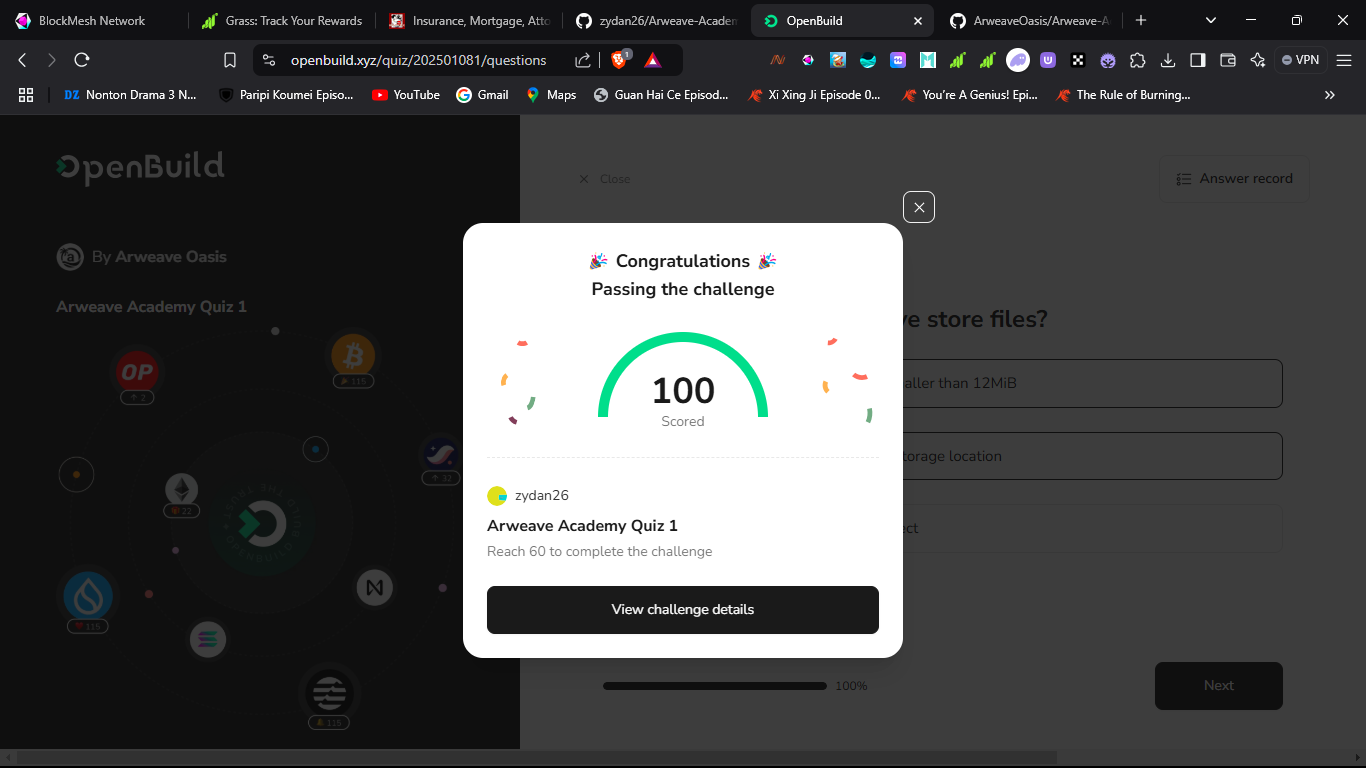 BlockMesh Network
Grass: Track Your Rewards
Insurance, Mortgage, Atto
zydan26/Arweave-Academ
OpenBuild
ArweaveOasis/Arweave-A
openbuild.xyz/quiz/202501081/questions
1
VPN
DZ Nonton Drama 3 N...
Paripi Koumei Episo...
YouTube
Gmail
Maps
Guan Hai Ce Episod...
Xi Xing Ji Episode 0...
You're A Genius! Epi...
The Rule of Burning...
OpenBuild
Close
Answer record
By Arweave Oasis
Arweave Academy Quiz 1
OP
2
115
32
22
115
115
🎉 Congratulations 🎉
Passing the challenge
100
Scored
zydan26
Arweave Academy Quiz 1
Reach 60 to complete the challenge
View challenge details
ve store files?
aller than 12MiB
torage location
ect
100%
Next